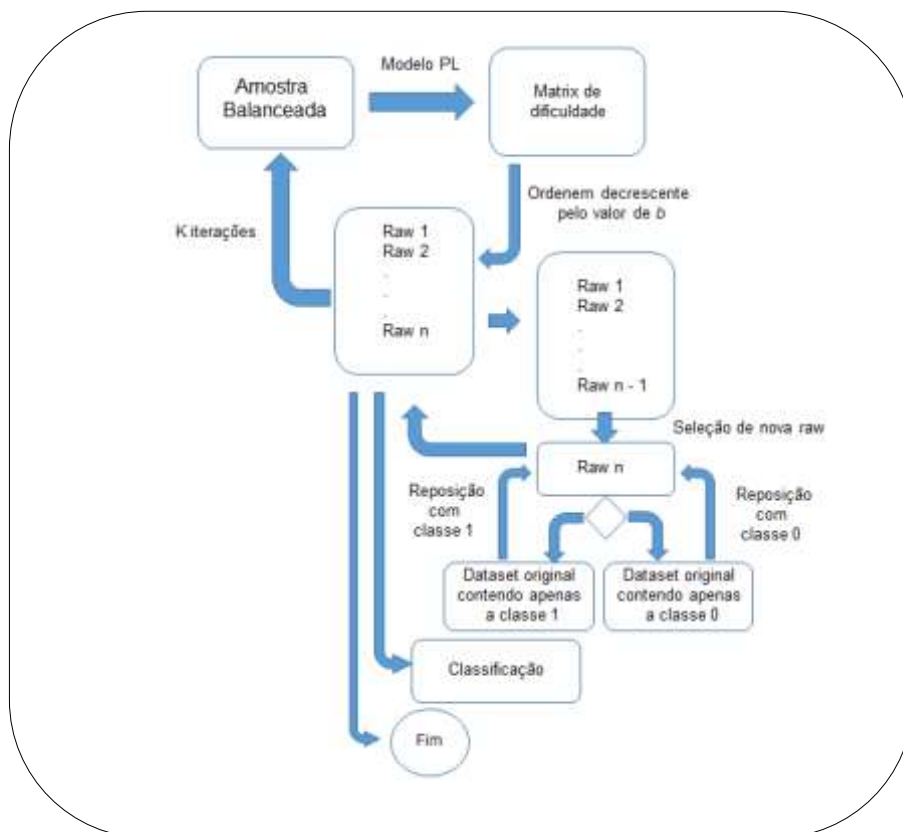 Modelo PL
Amostra
Balanceada
Matrix de
dificuldade
Ordenem decrescente
pelo valor de b
K iterações
Raw 1
Raw 2
.
.
.
Raw n
Raw 1
Raw 2
.
.
.
Raw n - 1
Seleção de nova raw
Raw n
Reposição
com
classe 1
Reposição
com
classe 0
Dataset original
contendo apenas
a classe 1
Dataset original
contendo apenas
a classe 0
Classificação
Fim